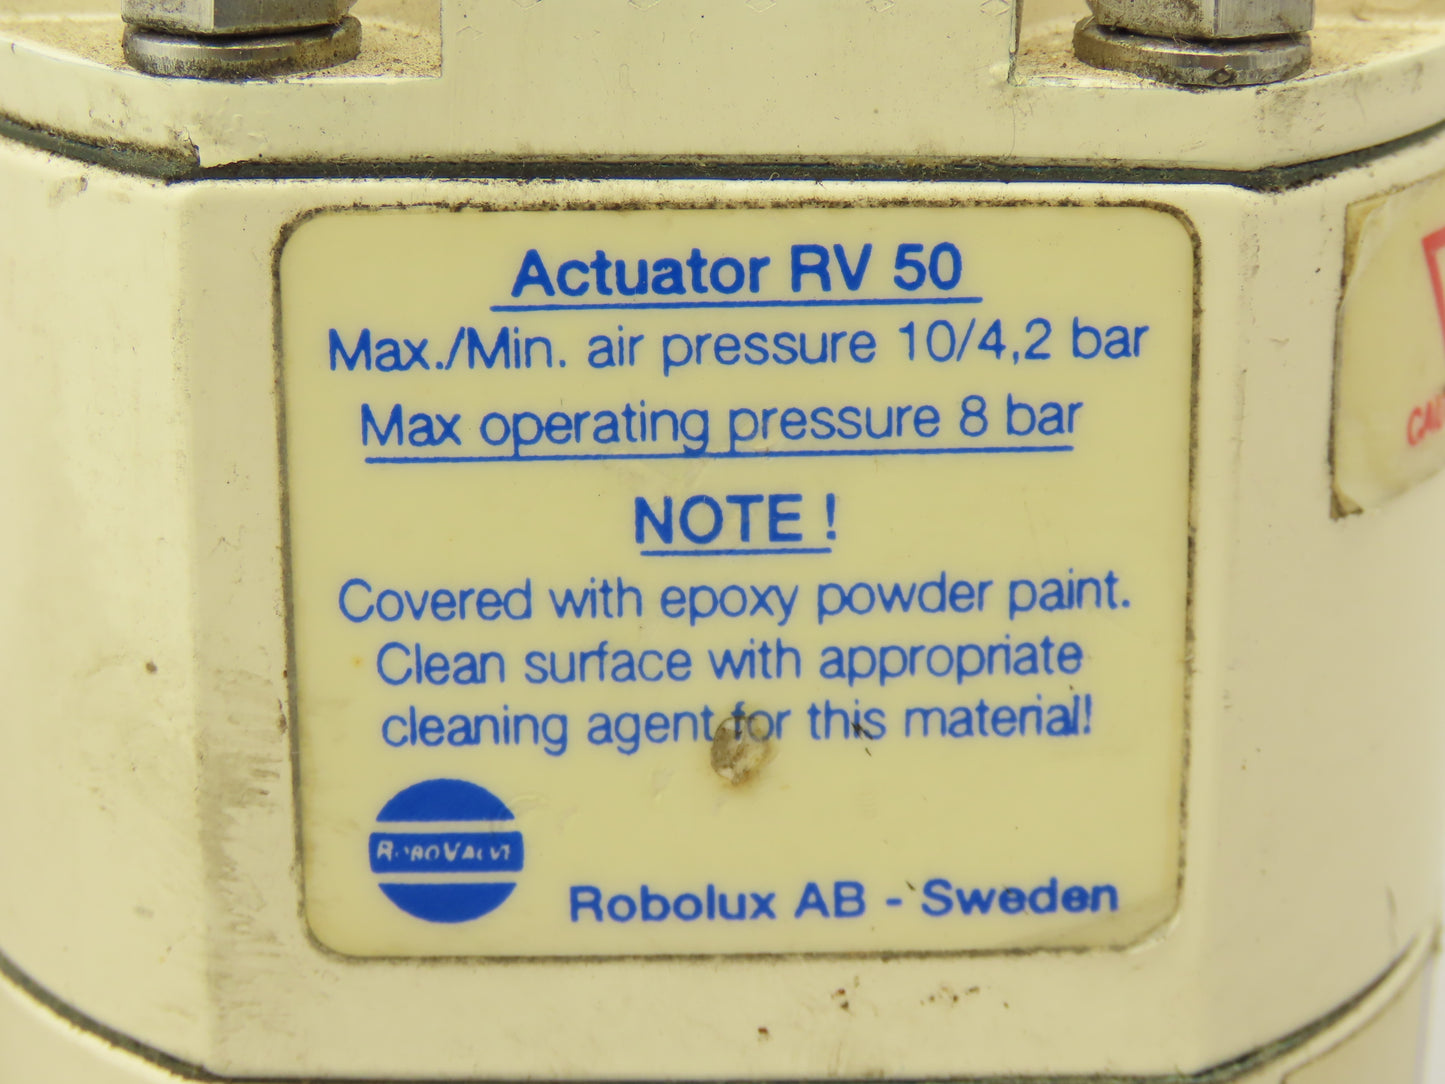 Actuator RV 50
Max./Min. air pressure 10/4,2 bar
Max operating pressure 8 bar
NOTE !
Covered with epoxy powder paint.
Clean surface with appropriate
cleaning agent for this material!
ROBOVALVE
Robolux AB - Sweden